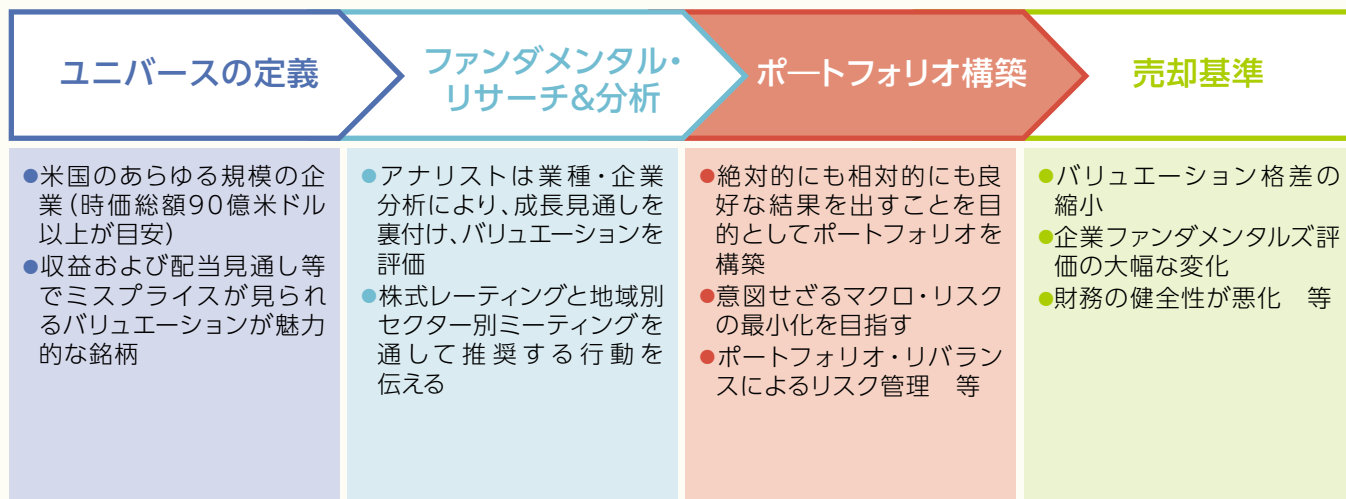 ユニバースの定義
ファンダメンタル・
リサーチ&分析
ポートフォリオ構築
売却基準
●米国のあらゆる規模の企
業（時価総額90億米ドル
以上が目安）
●収益および配当見通し等
でミスプライスが見られ
るバリュエーションが魅力
的な銘柄
●アナリストは業種・企業
分析により、成長見通しを
裏付け、バリュエーションを
評価
●株式レーティングと地域別
セクター別ミーティングを
通して推奨する行動を
伝える
●絶対的にも相対的にも良
好な結果を出すことを目
的としてポートフォリオを
構築
●意図せざるマクロ・リスク
の最小化を目指す
●ポートフォリオ・リバラン
スによるリスク管理　等
●バリュエーション格差の
縮小
●企業ファンダメンタルズ評
価の大幅な変化
●財務の健全性が悪化　等